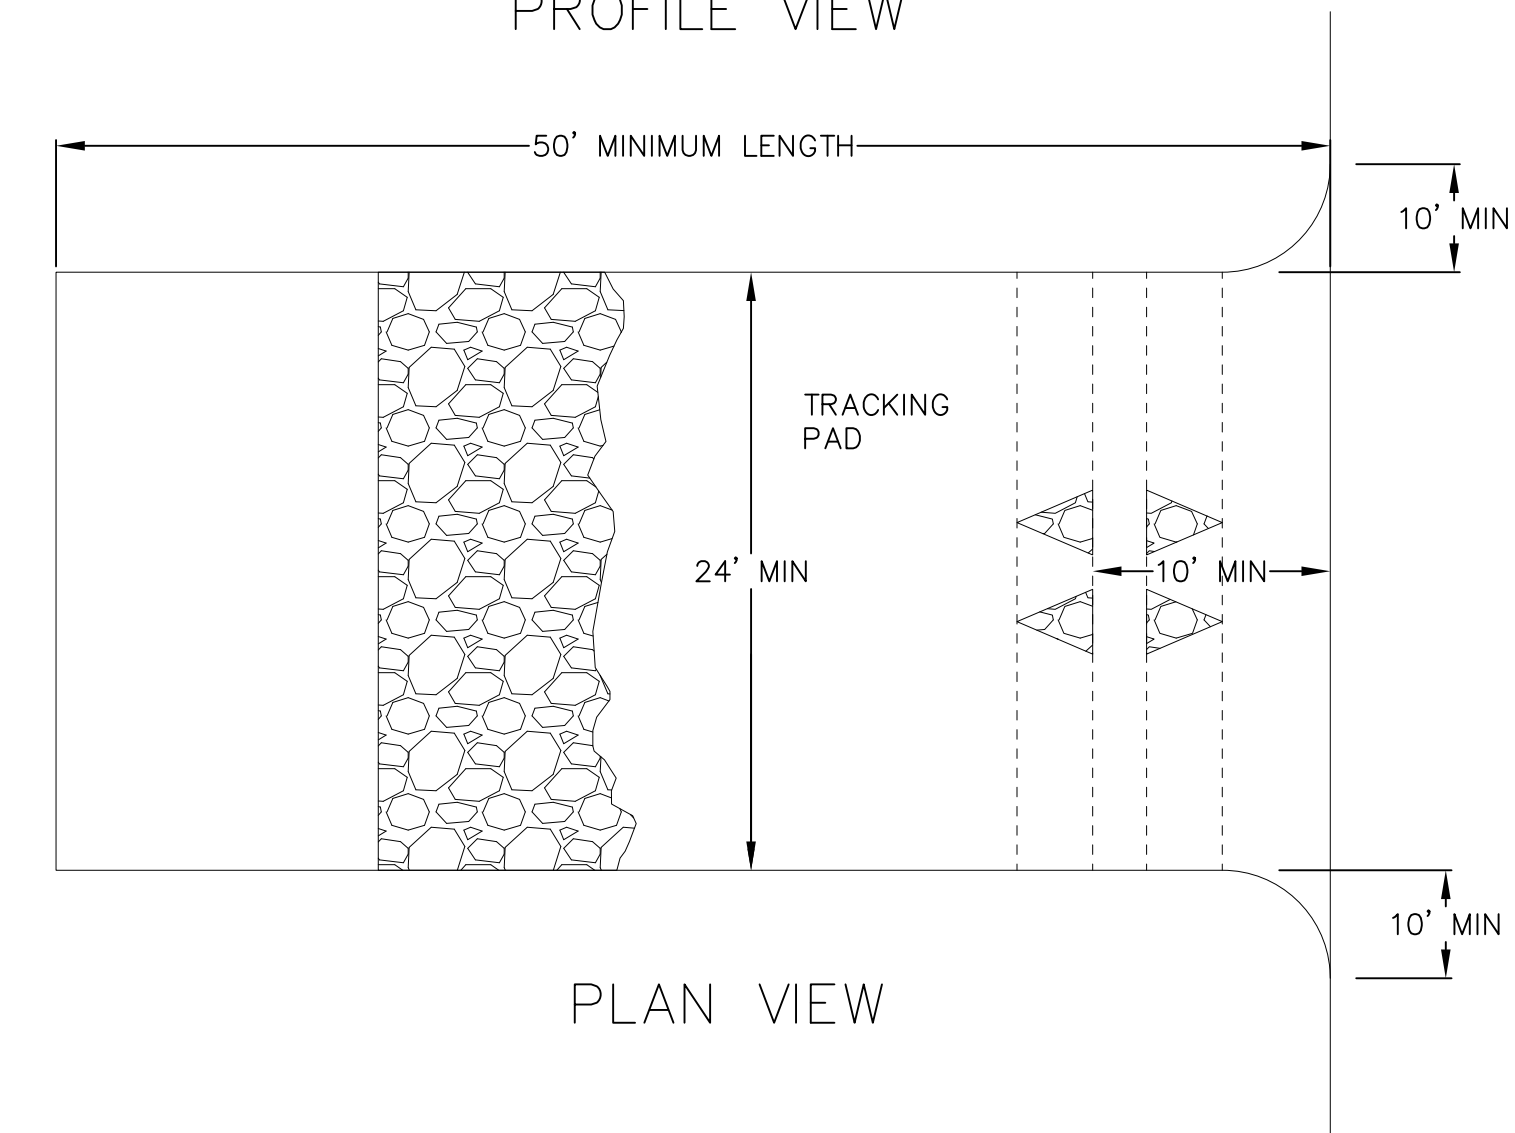 PROFILE VIEW
50' MINIMUM LENGTH
10' MIN
TRACKING
PAD
24' MIN
10' MIN
10' MIN
PLAN VIEW